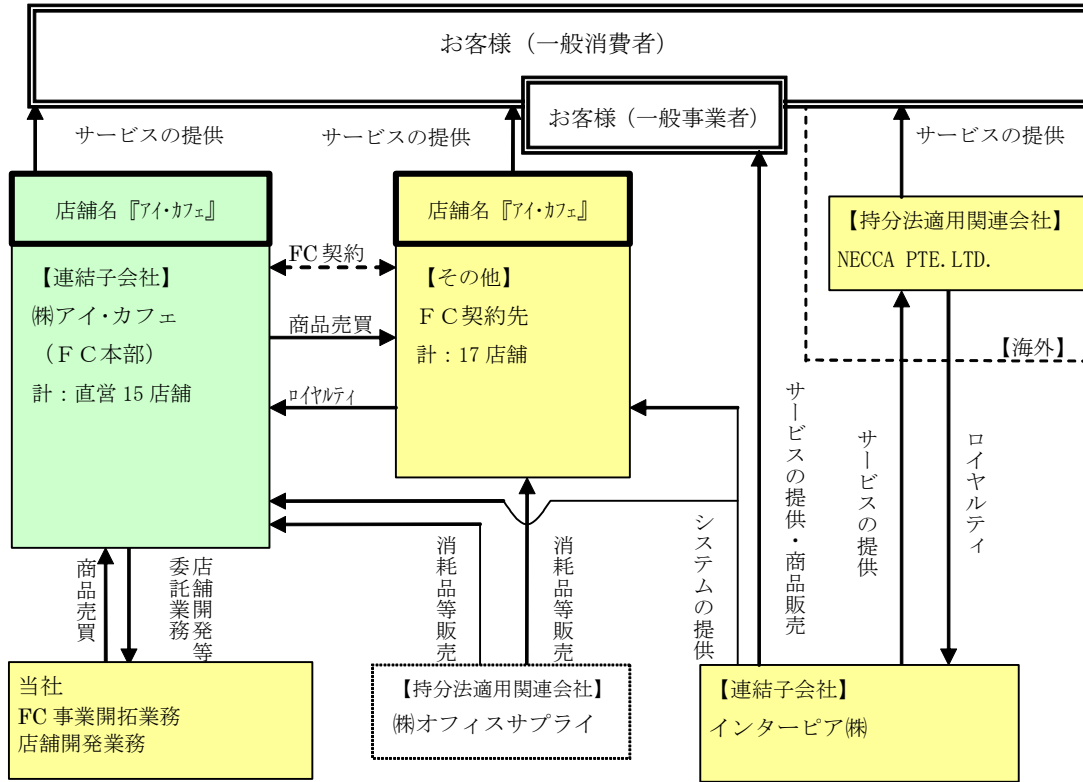 お客様（一般消費者）
お客様（一般事業者）
サービスの提供
サービスの提供
サービスの提供
店舗名『アイ・カフェ』
【連結子会社】
㈱アイ・カフェ
（ＦＣ本部）
計：直営 15 店舗
FC 契約
商品売買
ロイヤルティ
店舗名『アイ・カフェ』
【その他】
ＦＣ契約先
計：17 店舗
【持分法適用関連会社】
NECCA PTE.LTD.
【海外】
商品売買
店舗開発等
委託業務
消耗品等販売
消耗品等販売
システムの提供
サービスの提供・商品販売
サービスの提供
ロイヤルティ
当社
FC 事業開拓業務
店舗開発業務
【持分法適用関連会社】
㈱オフィスサプライ
【連結子会社】
インターピア㈱